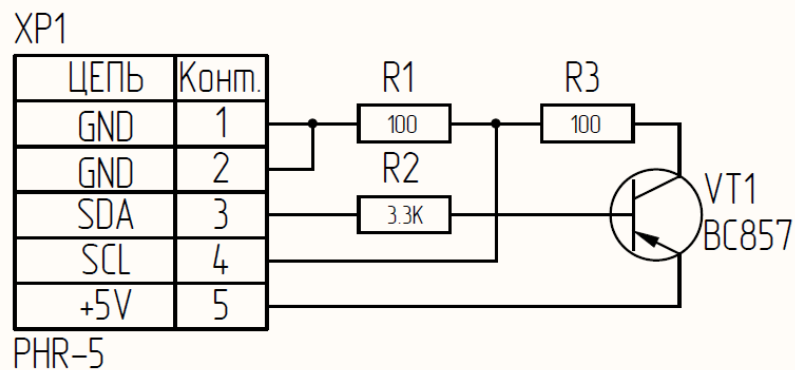 XP1
ЦЕПЬ Конт.
GND 1
GND 2
SDA 3
SCL 4
+5V 5
PHR-5
R1
100
R3
100
R2
3.3K
VT1
BC857